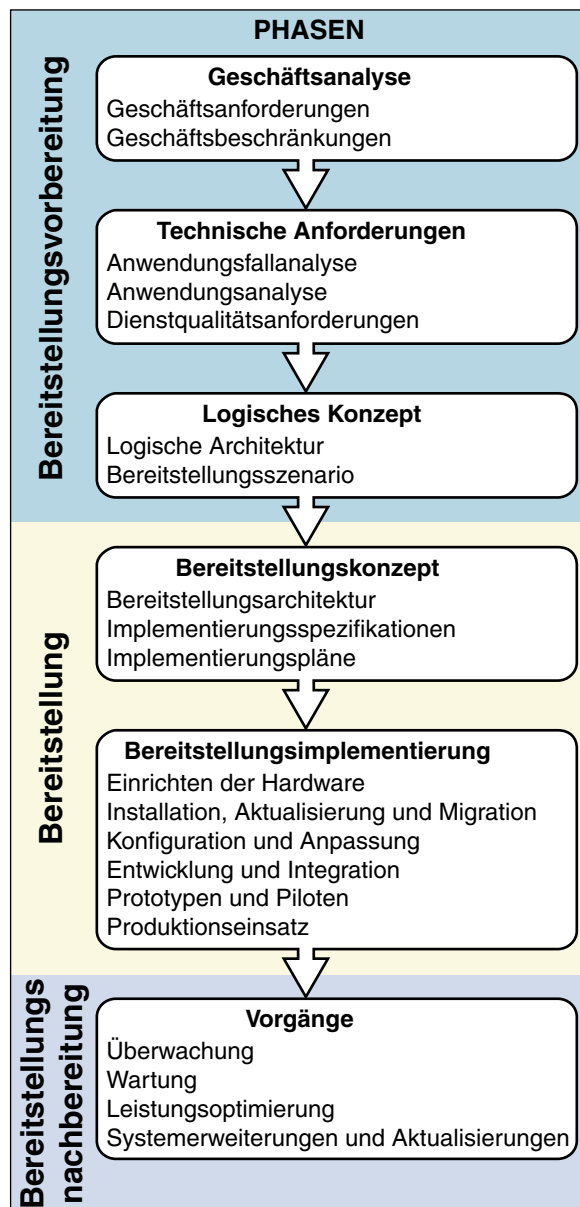 PHASEN
Bereitstellungsvorbereitung
Geschäftsanalyse
Geschäftsanforderungen
Geschäftsbeschränkungen
Technische Anforderungen
Anwendungsfallanalyse
Anwendungsanalyse
Dienstqualitätsanforderungen
Logisches Konzept
Logische Architektur
Bereitstellungsszenario
Bereitstellung
Bereitstellungskonzept
Bereitstellungsarchitektur
Implementierungsspezifikationen
Implementierungspläne
Bereitstellungsimplementierung
Einrichten der Hardware
Installation, Aktualisierung und Migration
Konfiguration und Anpassung
Entwicklung und Integration
Prototypen und Piloten
Produktionseinsatz
Bereitstellungs
nachbereitung
Vorgänge
Überwachung
Wartung
Leistungsoptimierung
Systemerweiterungen und Aktualisierungen